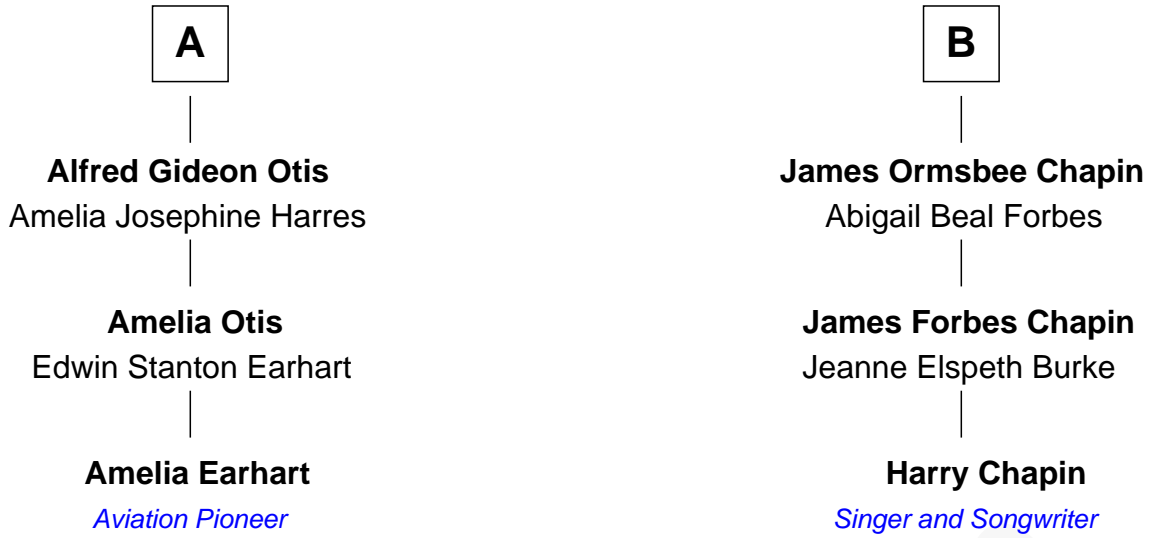 A
Alfred Gideon Otis
Amelia Josephine Harres
Amelia Otis
Edwin Stanton Earhart
Amelia Earhart
Aviation Pioneer
B
James Ormsbee Chapin
Abigail Beal Forbes
James Forbes Chapin
Jeanne Elspeth Burke
Harry Chapin
Singer and Songwriter